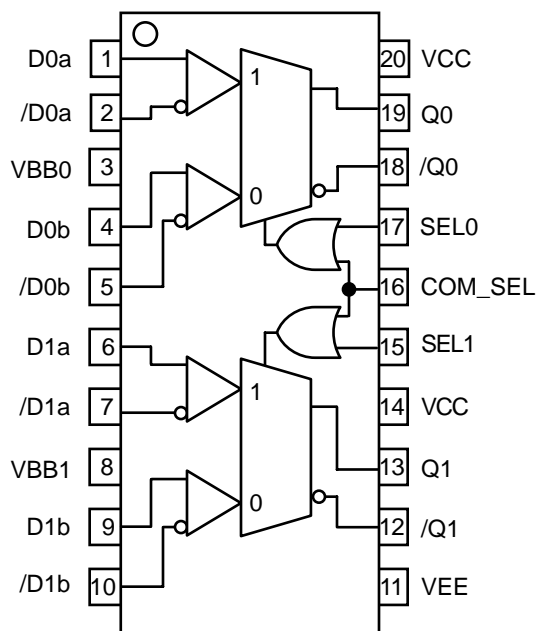 D0a 1
/D0a 2
VBB0 3
D0b 4
/D0b 5
D1a 6
/D1a 7
VBB1 8
D1b 9
/D1b 10
1
0
1
0
20 VCC
19 Q0
18 /Q0
17 SEL0
16 COM_SEL
15 SEL1
14 VCC
13 Q1
12 /Q1
11 VEE